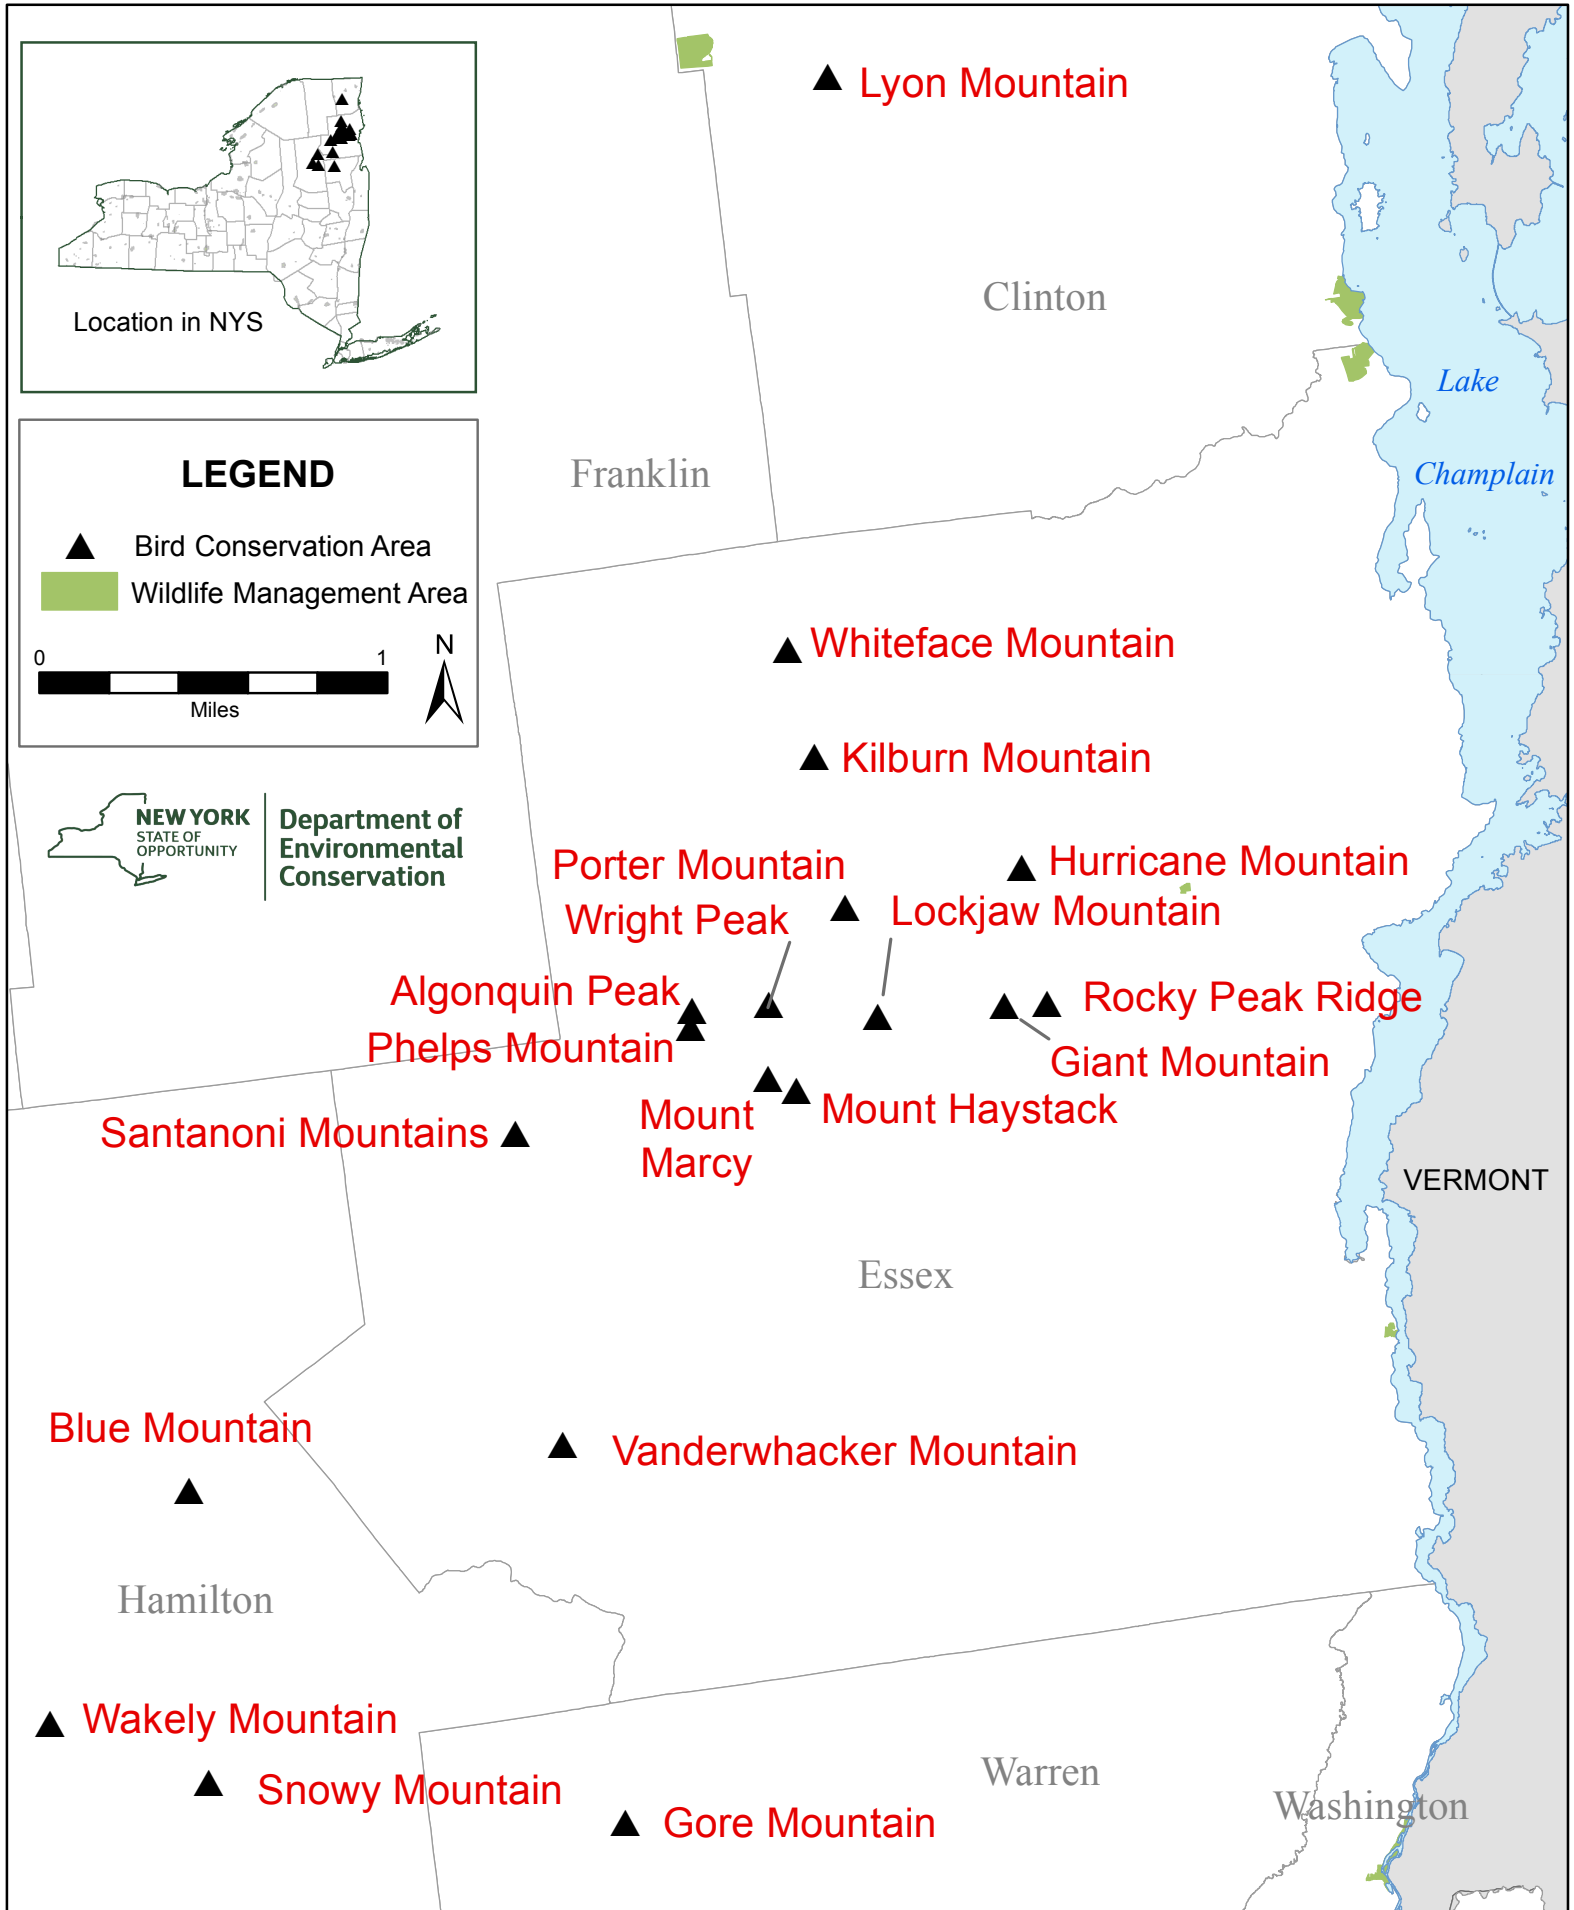 Lyon Mountain
Location in NYS
Clinton
Lake
Champlain
Franklin
LEGEND
Bird Conservation Area
Wildlife Management Area
0 1
Miles
N
Whiteface Mountain
Kilburn Mountain
NEW YORK
STATE OF
OPPORTUNITY
Department of
Environmental
Conservation
Porter Mountain
Hurricane Mountain
Wright Peak
Lockjaw Mountain
Algonquin Peak
Rocky Peak Ridge
Phelps Mountain
Giant Mountain
Mount
Marcy
Mount Haystack
Santanoni Mountains
VERMONT
Essex
Blue Mountain
Vanderwhacker Mountain
Hamilton
Wakely Mountain
Snowy Mountain
Warren
Washington
Gore Mountain